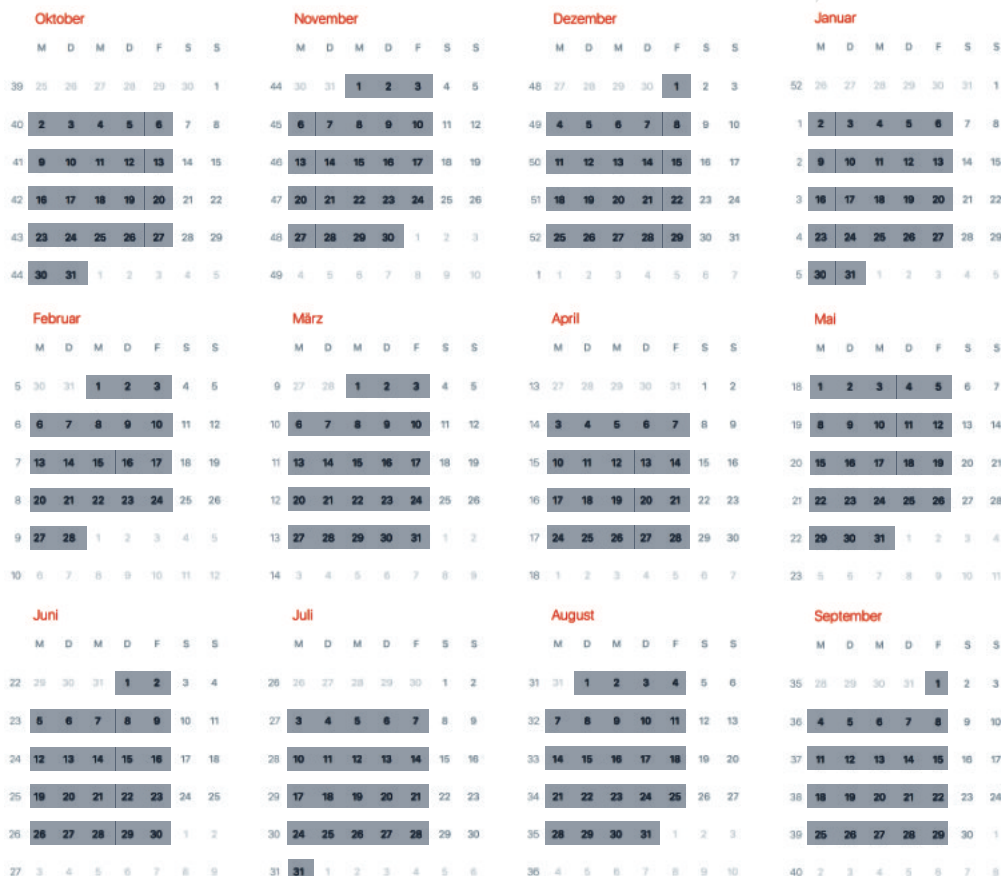 Oktober
M D M D F S S
39 25 26 27 28 29 30 1
40 2 3 4 5 6 7 8
41 9 10 11 12 13 14 15
42 16 17 18 19 20 21 22
43 23 24 25 26 27 28 29
44 30 31 1 2 3 4 5
November
M D M D F S S
44 30 31 1 2 3 4 5
45 6 7 8 9 10 11 12
46 13 14 15 16 17 18 19
47 20 21 22 23 24 25 26
48 27 28 29 30 1 2 3
49 4 5 6 7 8 9 10
Dezember
M D M D F S S
48 27 28 29 30 1 2 3
49 4 5 6 7 8 9 10
50 11 12 13 14 15 16 17
51 18 19 20 21 22 23 24
52 25 26 27 28 29 30 31
1 1 2 3 4 5 6 7
Januar
M D M D F S S
52 26 27 28 29 30 31 1
1 2 3 4 5 6 7 8
2 9 10 11 12 13 14 15
3 16 17 18 19 20 21 22
4 23 24 25 26 27 28 29
5 30 31 1 2 3 4 5
Februar
M D M D F S S
5 30 31 1 2 3 4 5
6 6 7 8 9 10 11 12
7 13 14 15 16 17 18 19
8 20 21 22 23 24 25 26
9 27 28 1 2 3 4 5
10 6 7 8 9 10 11 12
März
M D M D F S S
9 27 28 1 2 3 4 5
10 6 7 8 9 10 11 12
11 13 14 15 16 17 18 19
12 20 21 22 23 24 25 26
13 27 28 29 30 31 1 2
14 3 4 5 6 7 8 9
April
M D M D F S S
13 27 28 29 30 31 1 2
14 3 4 5 6 7 8 9
15 10 11 12 13 14 15 16
16 17 18 19 20 21 22 23
17 24 25 26 27 28 29 30
18 1 2 3 4 5 6 7
Mai
M D M D F S S
18 1 2 3 4 5 6 7
19 8 9 10 11 12 13 14
20 15 16 17 18 19 20 21
21 22 23 24 25 26 27 28
22 29 30 31 1 2 3 4
23 5 6 7 8 9 10 11
Juni
M D M D F S S
22 29 30 31 1 2 3 4
23 5 6 7 8 9 10 11
24 12 13 14 15 16 17 18
25 19 20 21 22 23 24 25
26 26 27 28 29 30 1 2
27 3 4 5 6 7 8 9
Juli
M D M D F S S
26 26 27 28 29 30 1 2
27 3 4 5 6 7 8 9
28 10 11 12 13 14 15 16
29 17 18 19 20 21 22 23
30 24 25 26 27 28 29 30
31 31 1 2 3 4 5 6
August
M D M D F S S
31 31 1 2 3 4 5 6
32 7 8 9 10 11 12 13
33 14 15 16 17 18 19 20
34 21 22 23 24 25 26 27
35 28 29 30 31 1 2 3
36 4 5 6 7 8 9 10
September
M D M D F S S
35 28 29 30 31 1 2 3
36 4 5 6 7 8 9 10
37 11 12 13 14 15 16 17
38 18 19 20 21 22 23 24
39 25 26 27 28 29 30 1
40 2 3 4 5 6 7 8